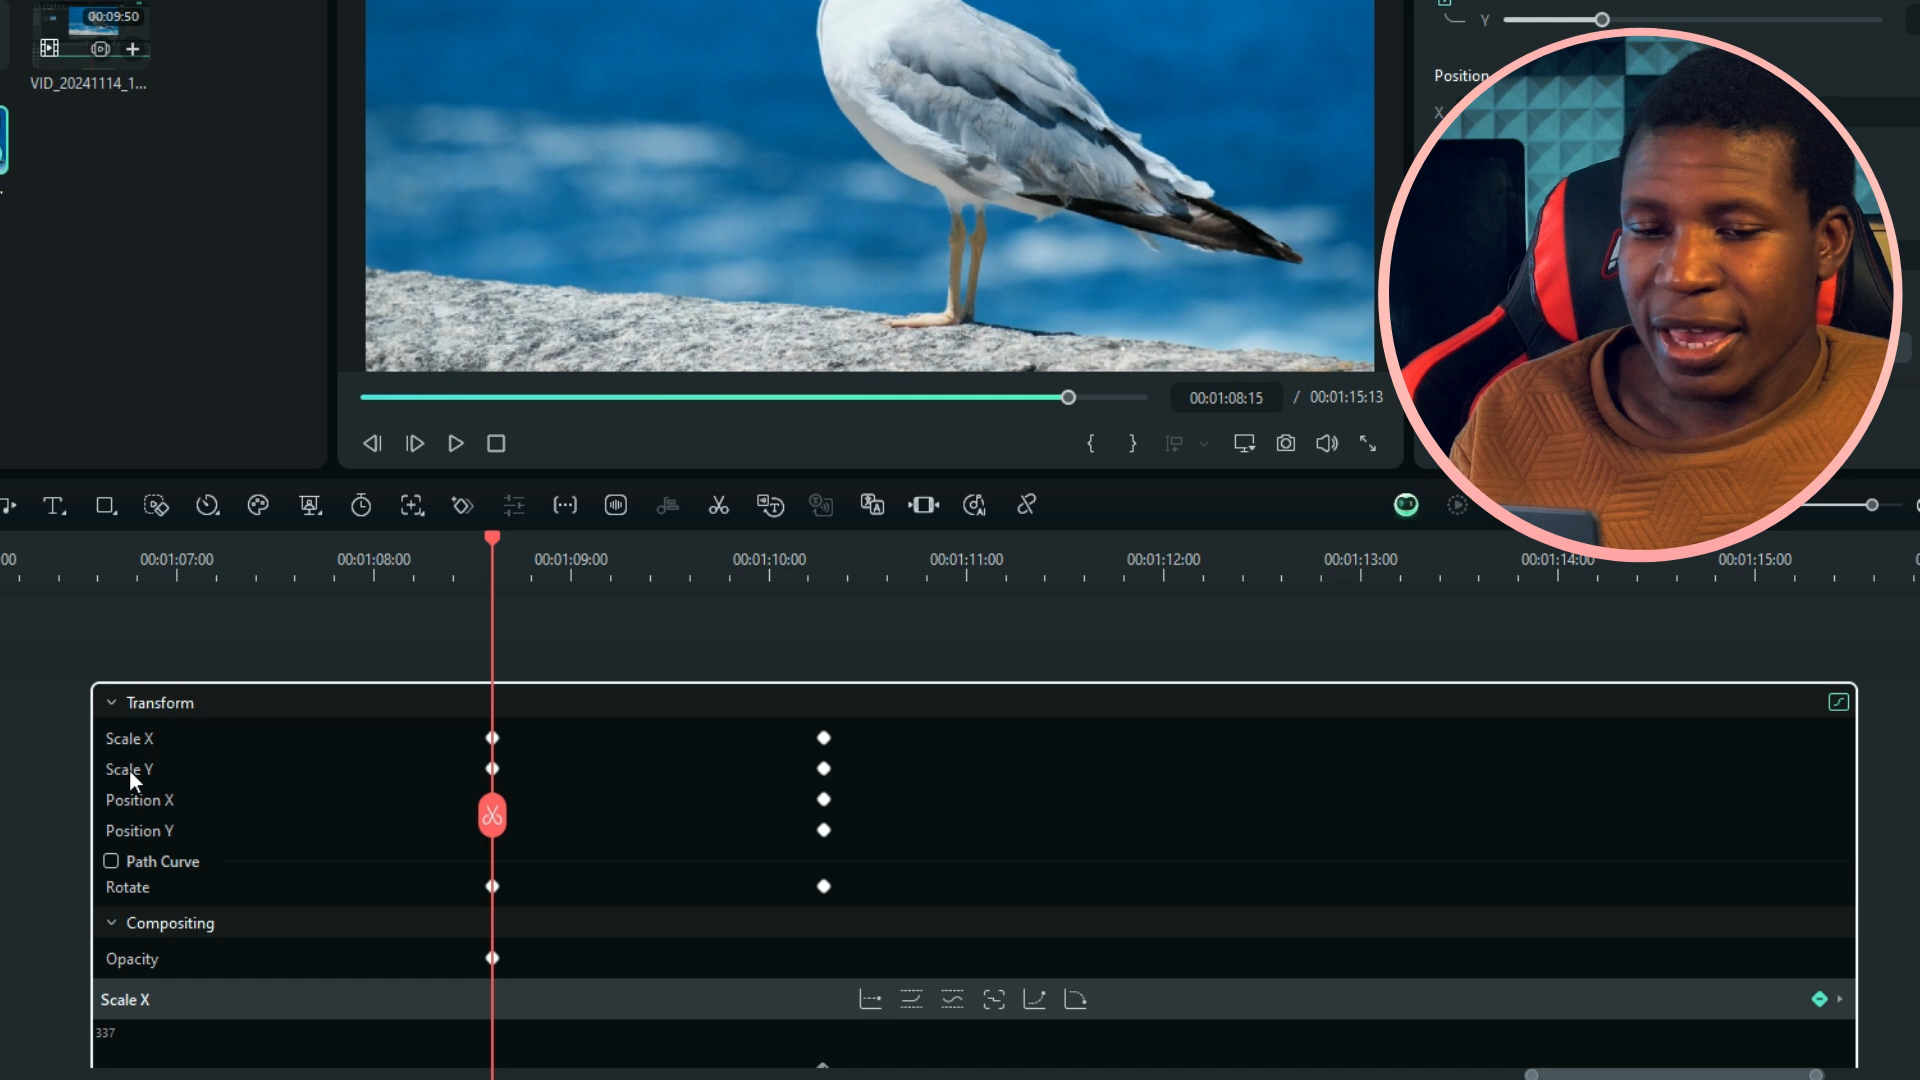 00:09:50
VID_20241114_1...
Y
Position
X
00:01:08:15 / 00:01:15:13
00:01:07:00 00:01:08:00 00:01:09:00 00:01:10:00 00:01:11:00 00:01:12:00 00:01:13:00 00:01:14:00 00:01:15:00
Transform
Scale X
Scale Y
Position X
Position Y
Path Curve
Rotate
Compositing
Opacity
Scale X
337